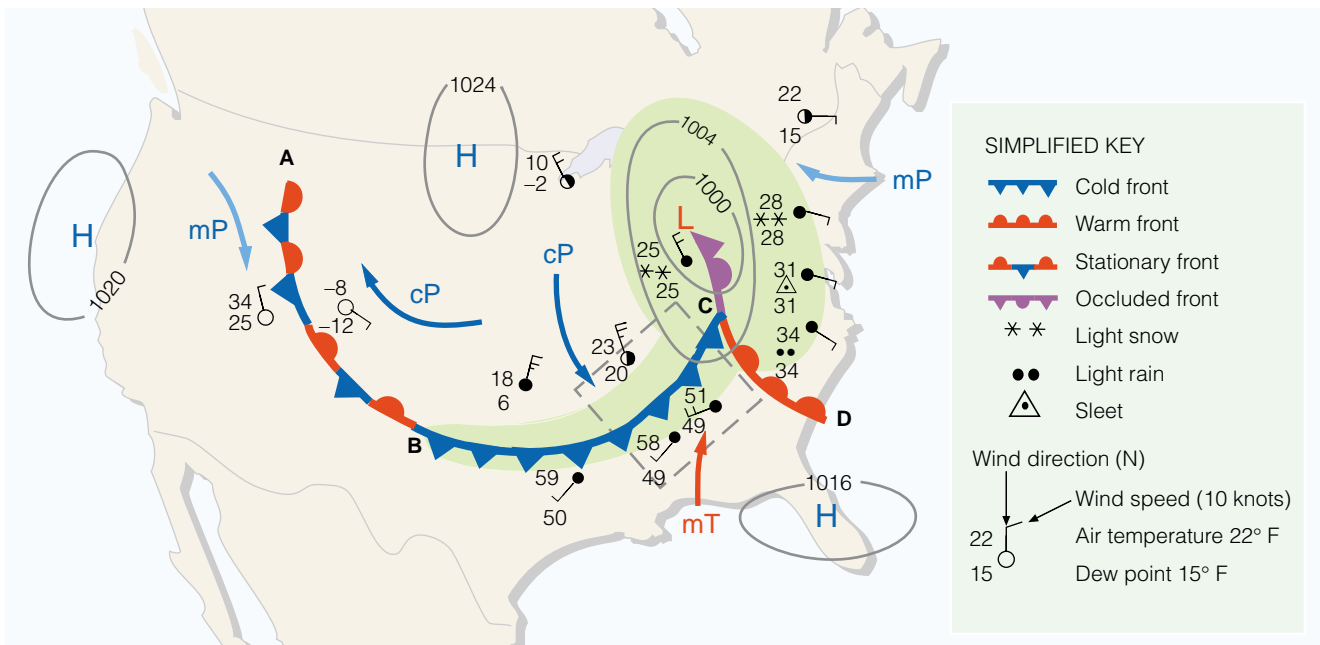 1024
22
15
1004
A
H
10
–2
mP
1000
28
28
H
mP
L
25
25
cP
31
31
1020
34
25
–8
–12
cP
C
34
34
23
20
18
6
51
49
D
B
58
49
59
50
mT
1016
H
SIMPLIFIED KEY
Cold front
Warm front
Stationary front
Occluded front
Light snow
Light rain
Sleet
Wind direction (N)
Wind speed (10 knots)
22
Air temperature 22° F
15
Dew point 15° F